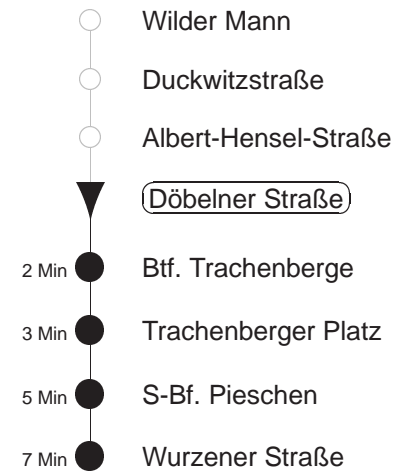 Wilder Mann
Duckwitzstraße
Albert-Hensel-Straße
Döbelner Straße
2 Min Btf. Trachenberge
3 Min Trachenberger Platz
5 Min S-Bf. Pieschen
7 Min Wurzener Straße